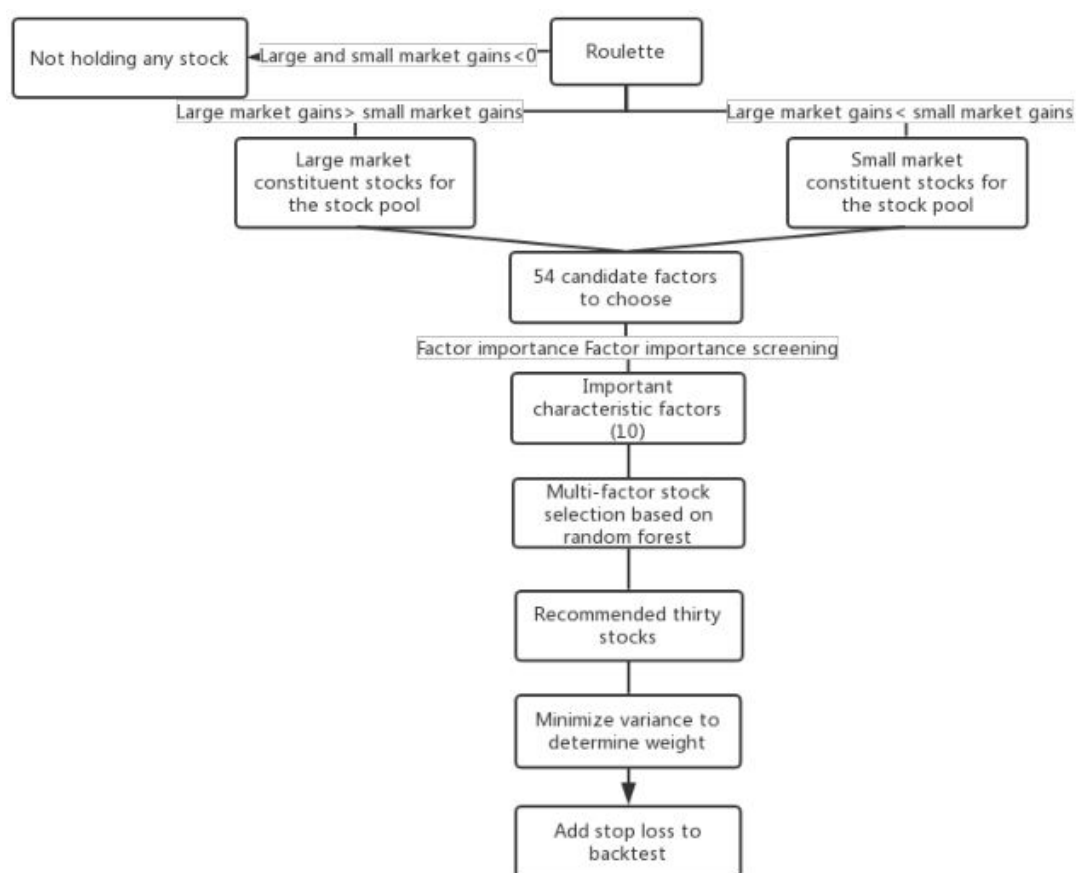 Not holding any stock
Large and small market gains<0
Roulette
Large market gains> small market gains
Large market gains< small market gains
Large market
constituent stocks for
the stock pool
Small market
constituent stocks for
the stock pool
54 candidate factors
to choose
Factor importance Factor importance screening
Important
characteristic factors
(10)
Multi-factor stock
selection based on
random forest
Recommended thirty
stocks
Minimize variance to
determine weight
Add stop loss to
backtest